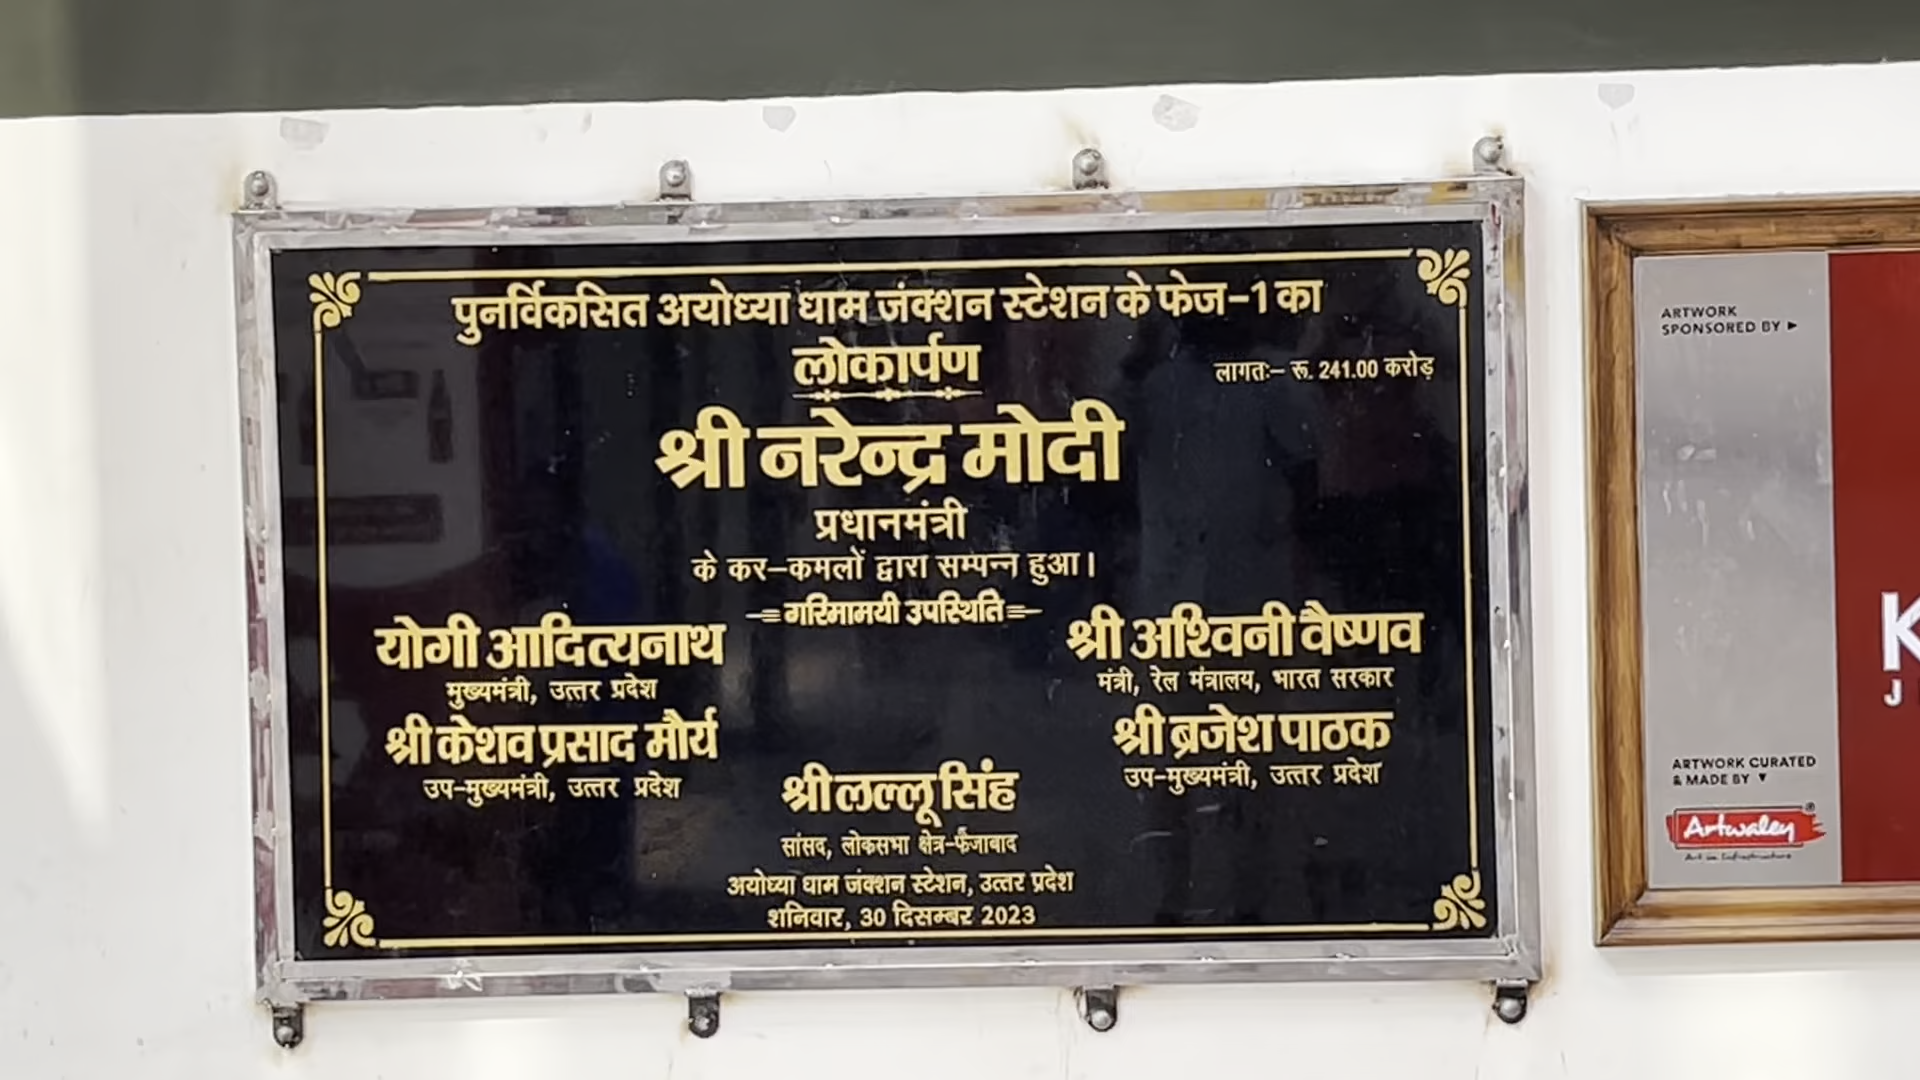 पुनर्विकसित अयोध्या धाम जंक्शन स्टेशन के फेज-1 का
लोकार्पण
लागतः- रू. 241.00 करोड़
श्री नरेन्द्र मोदी
प्रधानमंत्री
के कर-कमलों द्वारा सम्पन्न हुआ।
गरिमामयी उपस्थिति
योगी आदित्यनाथ
मुख्यमंत्री, उत्तर प्रदेश
श्री अश्विनी वैष्णव
मंत्री, रेल मंत्रालय, भारत सरकार
श्री केशव प्रसाद मौर्य
उप-मुख्यमंत्री, उत्तर प्रदेश
श्री ब्रजेश पाठक
उप-मुख्यमंत्री, उत्तर प्रदेश
श्री लल्लू सिंह
सांसद, लोकसभा क्षेत्र-फैजाबाद
अयोध्या धाम जंक्शन स्टेशन, उत्तर प्रदेश
शनिवार, 30 दिसम्बर 2023
ARTWORK
SPONSORED BY ►
K
J
ARTWORK CURATED
& MADE BY ▼
Artwaley ®
Art in Infrastructure